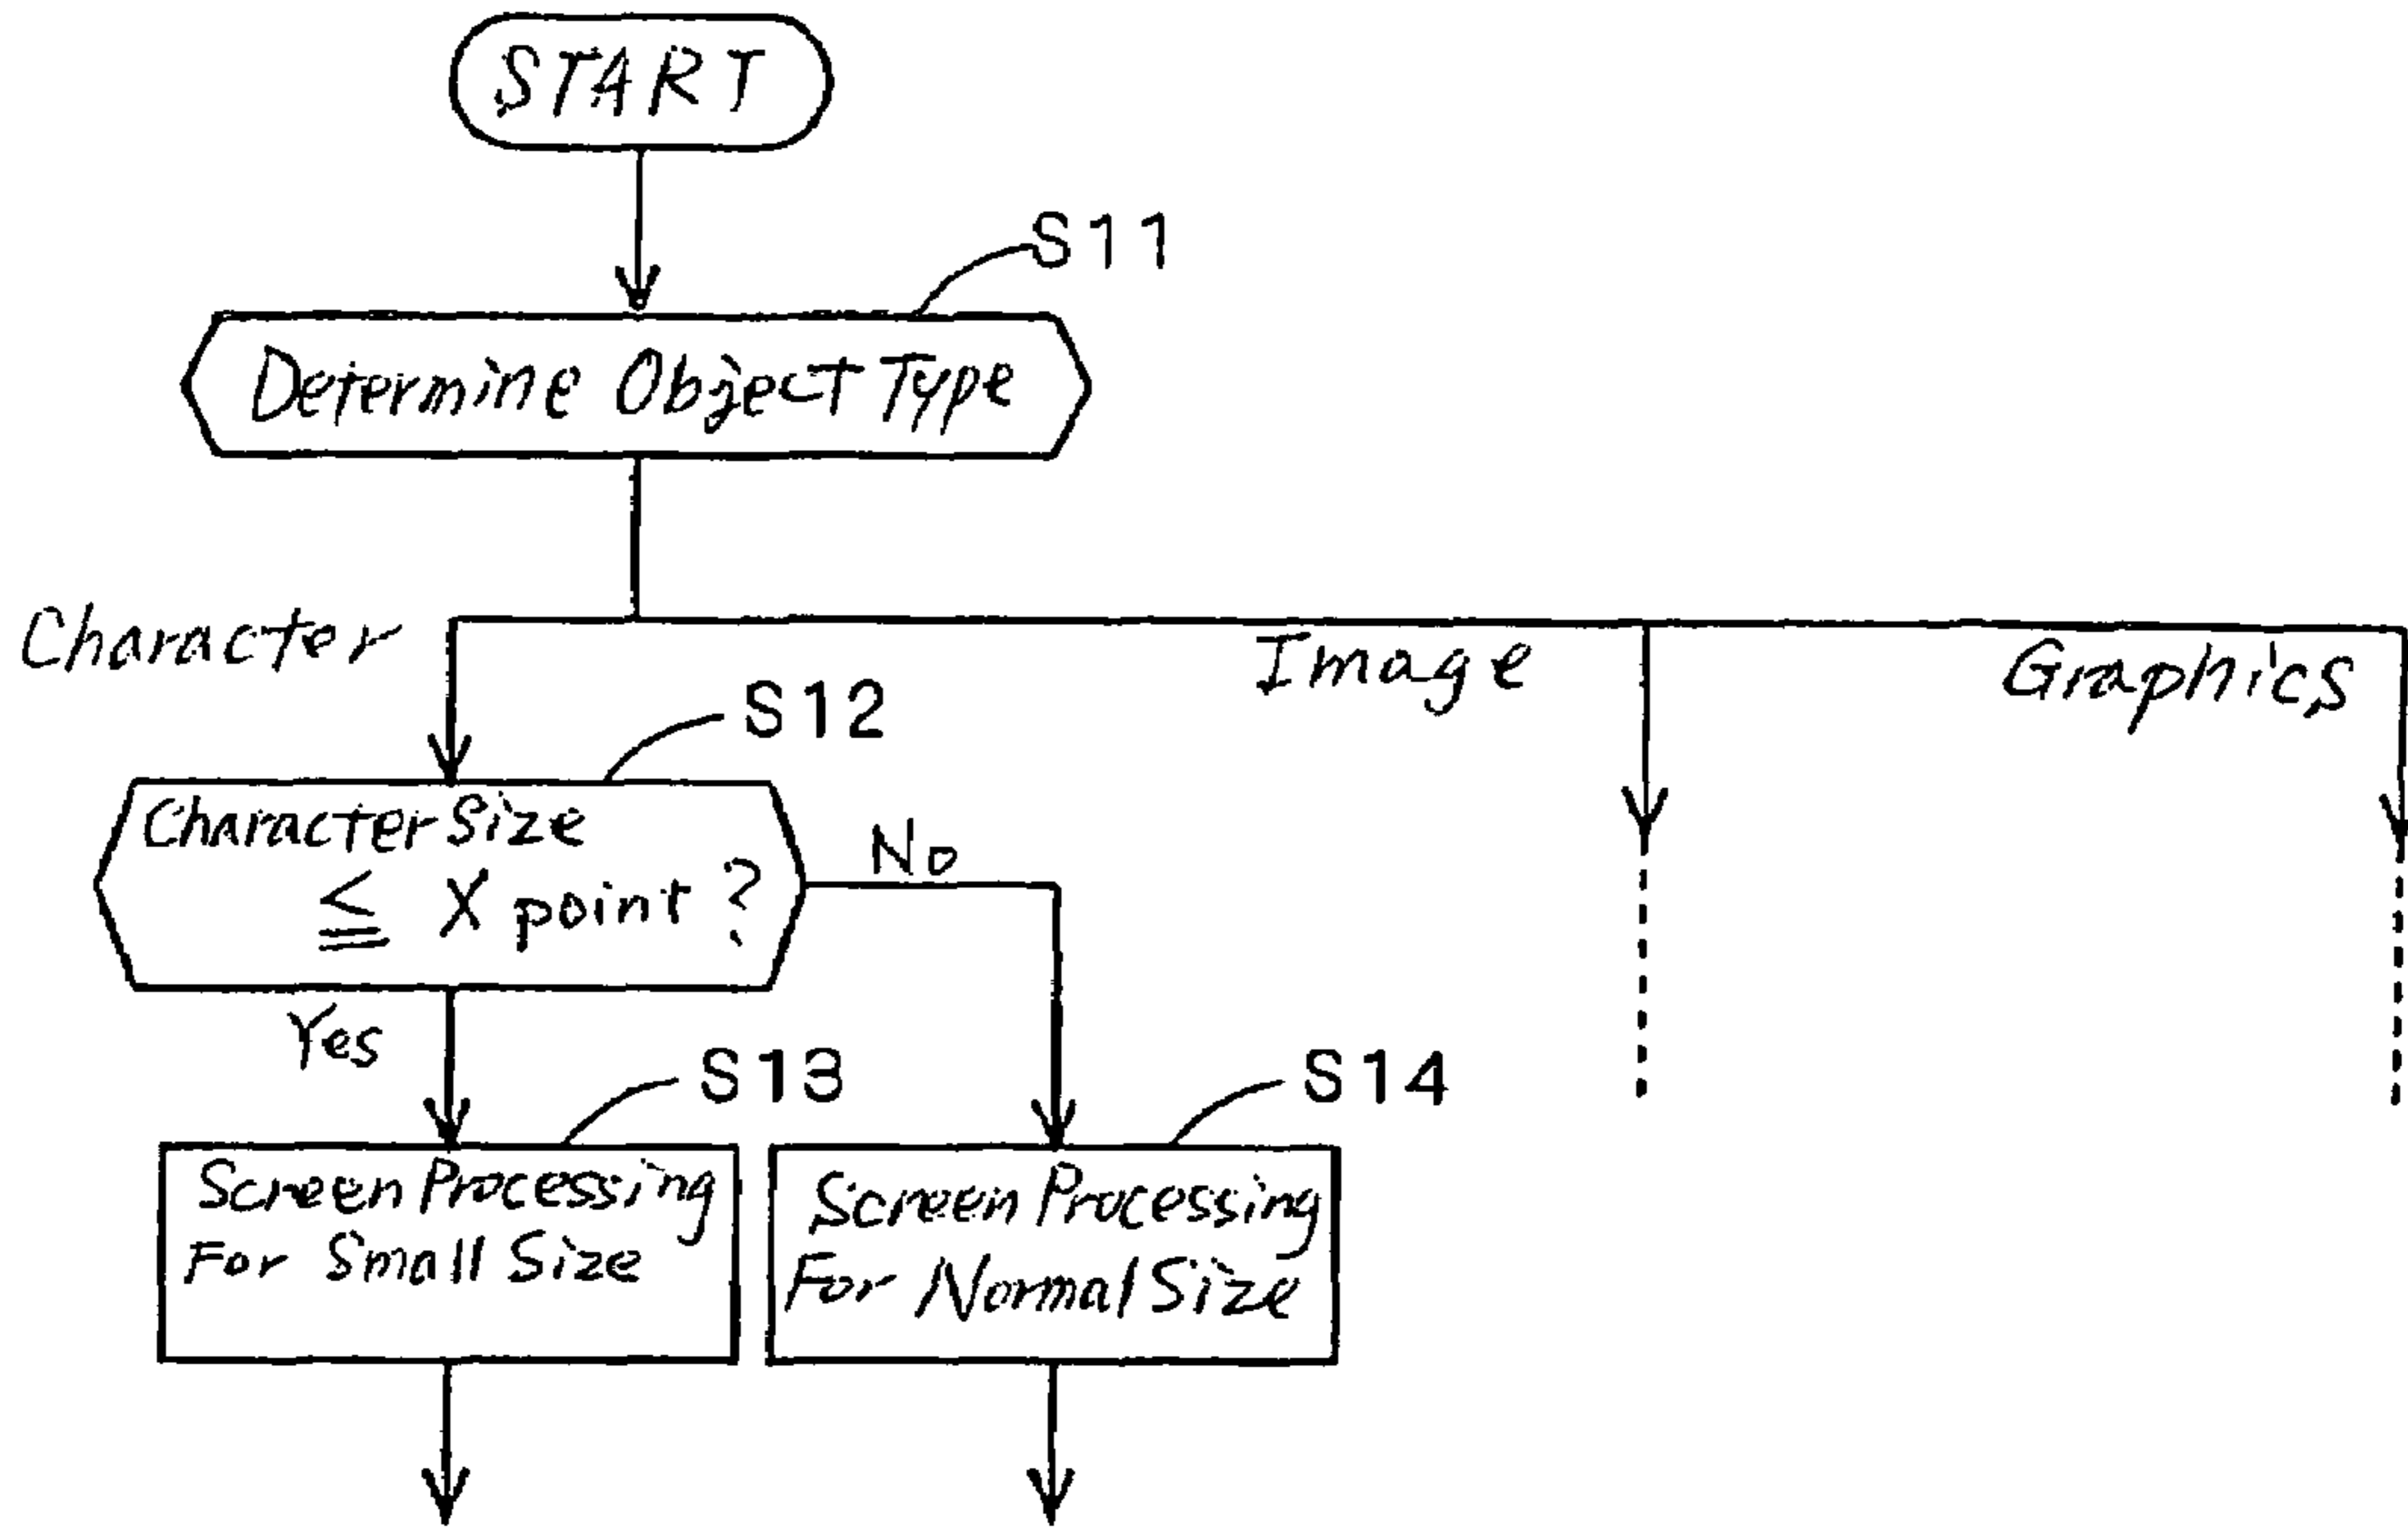 START
S11
Determine Object Type
Character
Image
Graphics
S12
Character Size
≦ X point ?
No
Yes
S13
S14
Screen Processing
For Small Size
Screen Processing
For Normal Size